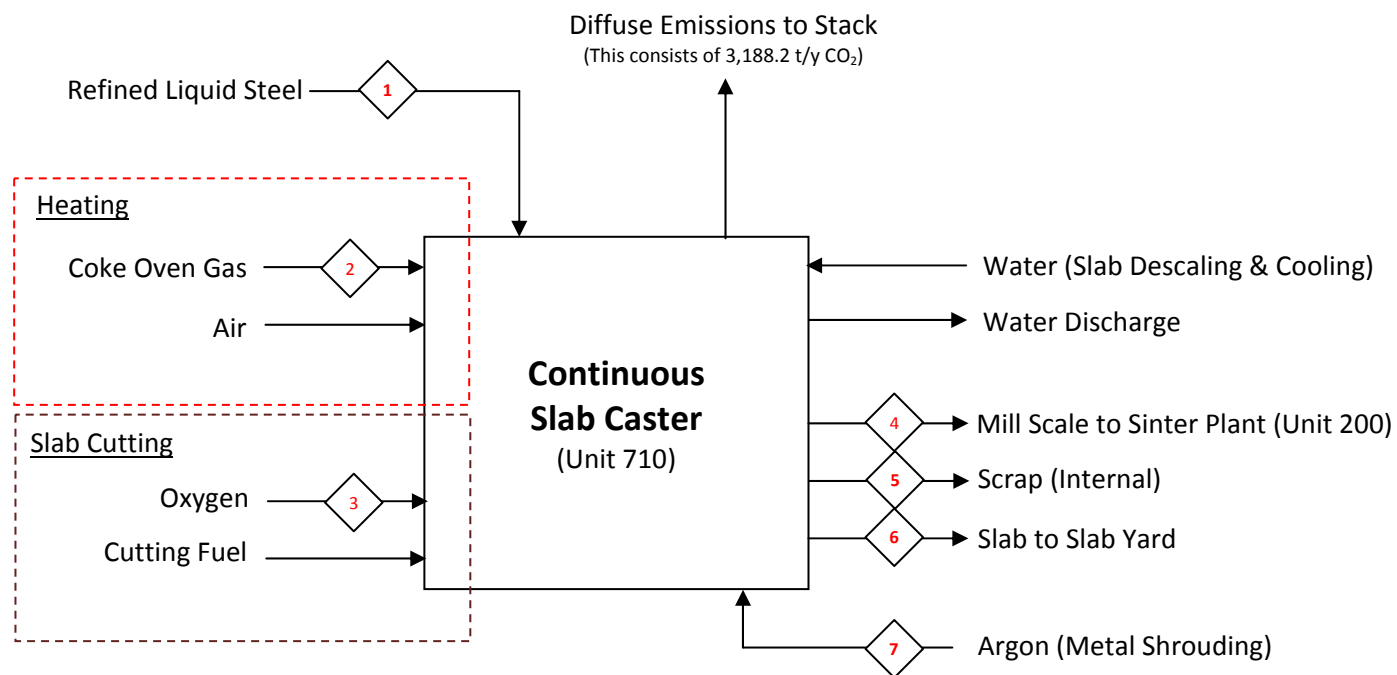 Diffuse Emissions to Stack
(This consists of 3,188.2 t/y CO₂)
Refined Liquid Steel
1
Heating
Coke Oven Gas
2
Air
Slab Cutting
Oxygen
3
Cutting Fuel
Continuous
Slab Caster
(Unit 710)
Water (Slab Descaling & Cooling)
Water Discharge
4
Mill Scale to Sinter Plant (Unit 200)
5
Scrap (Internal)
6
Slab to Slab Yard
7
Argon (Metal Shrouding)